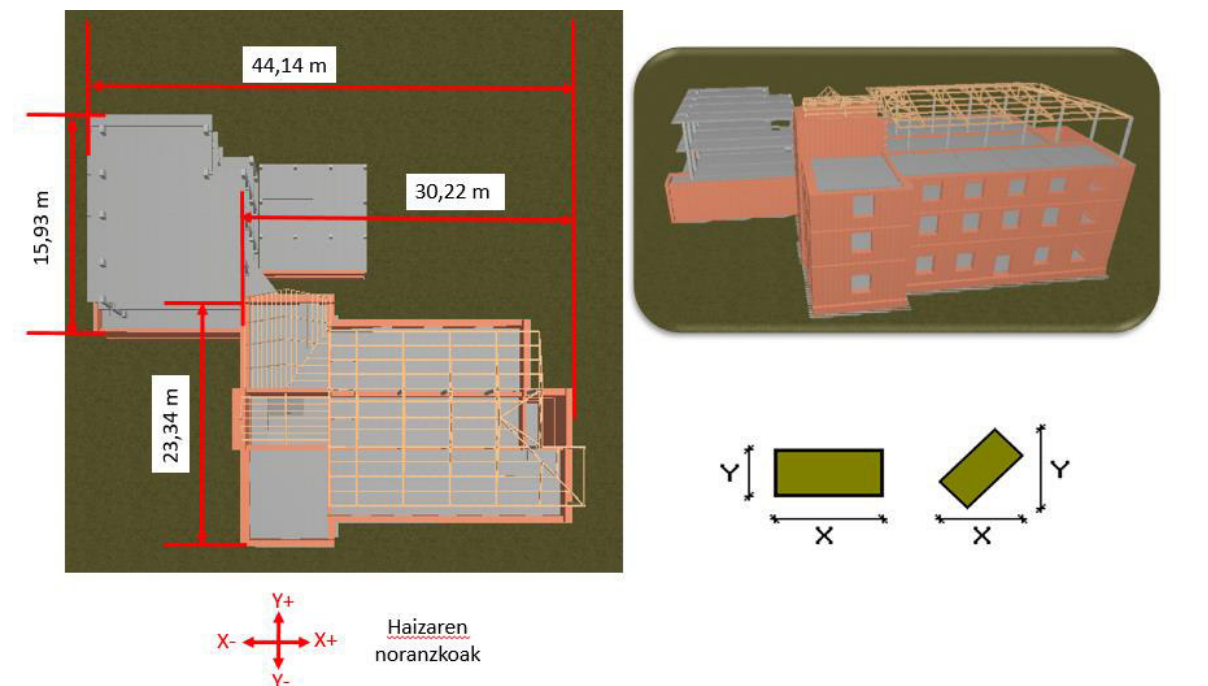 44,14 m
30,22 m
15,93 m
23,34 m
Y
X
Y
X
Y+
X-
X+
Y-
Haizaren
noranzkoak